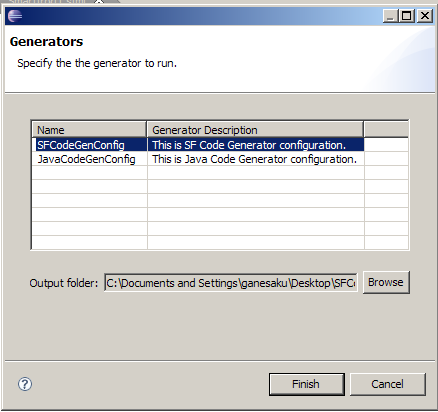 Generators
Specify the the generator to run.
Name Generator Description
SFCodeGenConfig This is SF Code Generator configuration.
JavaCodeGenConfig This is Java Code Generator configuration.
Output folder: C:\Documents and Settings\ganesaku\Desktop\SFC Browse
? Finish Cancel